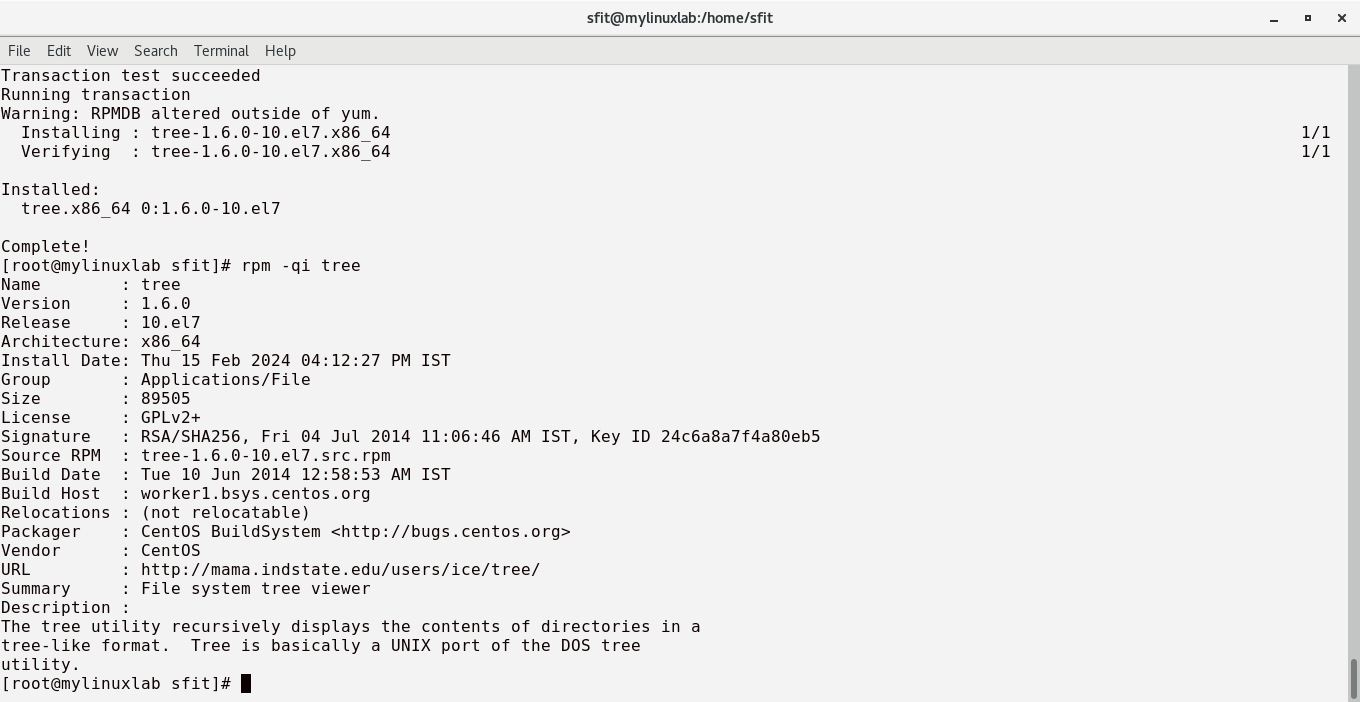 sfit@mylinuxlab:/home/sfit
File Edit View Search Terminal Help
Transaction test succeeded
Running transaction
Warning: RPMDB altered outside of yum.
  Installing : tree-1.6.0-10.el7.x86_64 1/1
  Verifying  : tree-1.6.0-10.el7.x86_64 1/1
Installed:
  tree.x86_64 0:1.6.0-10.el7
Complete!
[root@mylinuxlab sfit]# rpm -qi tree
Name        : tree
Version     : 1.6.0
Release     : 10.el7
Architecture: x86_64
Install Date: Thu 15 Feb 2024 04:12:27 PM IST
Group       : Applications/File
Size        : 89505
License     : GPLv2+
Signature   : RSA/SHA256, Fri 04 Jul 2014 11:06:46 AM IST, Key ID 24c6a8a7f4a80eb5
Source RPM  : tree-1.6.0-10.el7.src.rpm
Build Date  : Tue 10 Jun 2014 12:58:53 AM IST
Build Host  : worker1.bsys.centos.org
Relocations : (not relocatable)
Packager    : CentOS BuildSystem <http://bugs.centos.org>
Vendor      : CentOS
URL         : http://mama.indstate.edu/users/ice/tree/
Summary     : File system tree viewer
Description :
The tree utility recursively displays the contents of directories in a
tree-like format.  Tree is basically a UNIX port of the DOS tree
utility.
[root@mylinuxlab sfit]#